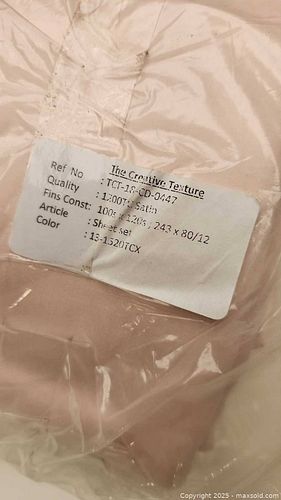 The Creative Texture
Ref No : TCT-18-CD-0447
Quality : 1200TC Satin
Fins Const: 100s x 120s / 243 x 80/12
Article : Sheet Set
Color : 13-1520TCX
Copyright © 2025 - maxsold.com